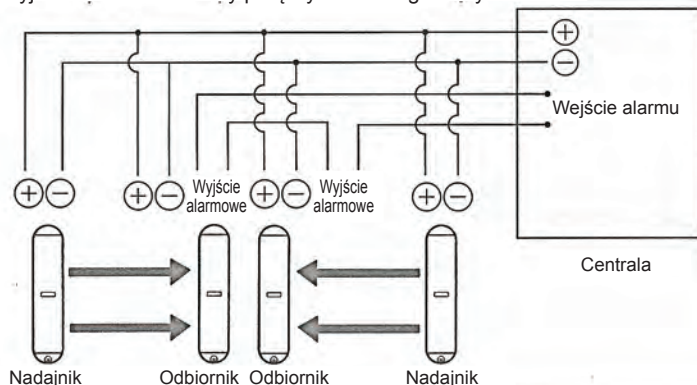 +
−
Wejście alarmu
+ − + − Wyjście alarmowe + − Wyjście alarmowe + −
Centrala
Nadajnik Odbiornik Odbiornik Nadajnik